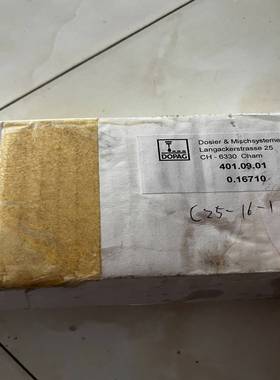 DOPAG
Dosier & Mischsysteme
Langackerstrasse 25
CH - 6330 Cham
401.09.01
0.16710
C25-16-1